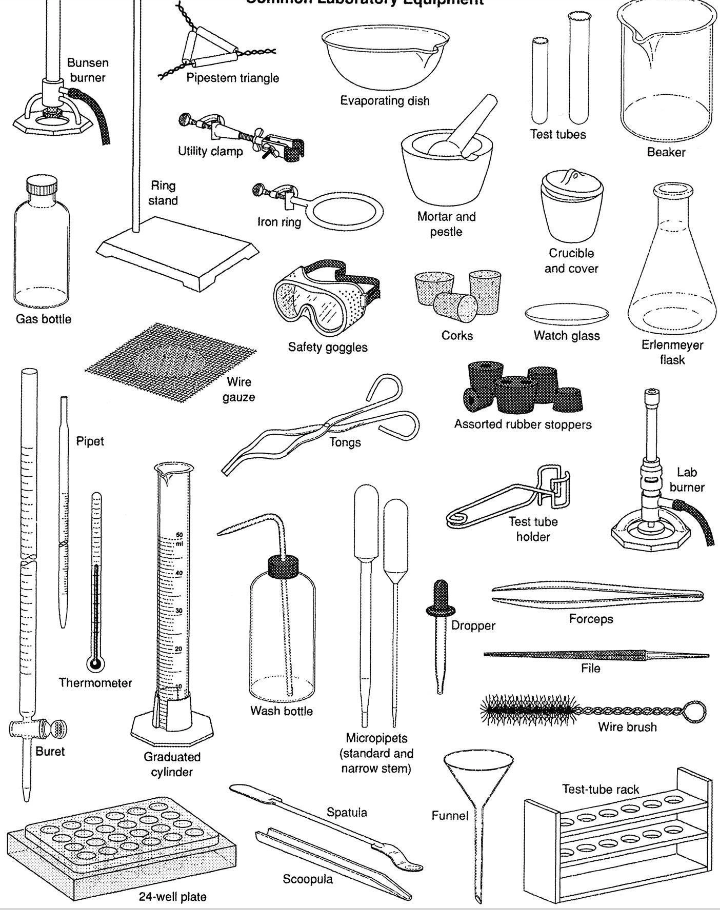 Common Laboratory Equipment
Bunsen
burner
Pipestem triangle
Evaporating dish
Test tubes
Beaker
Utility clamp
Ring
stand
Iron ring
Mortar and
pestle
Crucible
and cover
Gas bottle
Safety goggles
Corks
Watch glass
Erlenmeyer
flask
Wire
gauze
Tongs
Assorted rubber stoppers
Pipet
Lab
burner
Test tube
holder
50
ml
40
30
20
10
Dropper
Forceps
File
Thermometer
Wash bottle
Wire brush
Buret
Graduated
cylinder
Micropipets
(standard and
narrow stem)
Spatula
Funnel
Test-tube rack
Scoopula
24-well plate